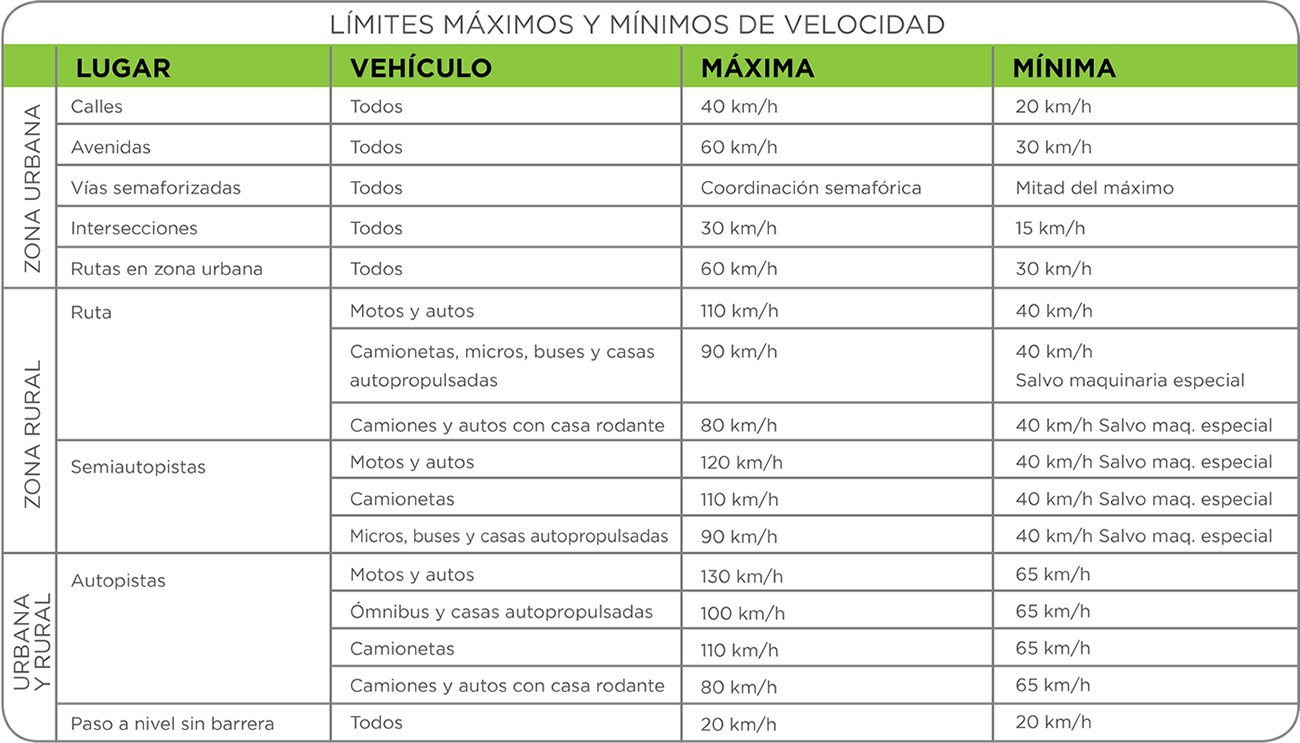 LÍMITES MÁXIMOS Y MÍNIMOS DE VELOCIDAD
LUGAR VEHÍCULO MÁXIMA MÍNIMA
ZONA URBANA
Calles Todos 40 km/h 20 km/h
Avenidas Todos 60 km/h 30 km/h
Vías semaforizadas Todos Coordinación semafórica Mitad del máximo
Intersecciones Todos 30 km/h 15 km/h
Rutas en zona urbana Todos 60 km/h 30 km/h
ZONA RURAL
Ruta Motos y autos 110 km/h 40 km/h
Camionetas, micros, buses y casas 90 km/h 40 km/h
autopropulsadas Salvo maquinaria especial
Camiones y autos con casa rodante 80 km/h 40 km/h Salvo maq. especial
Semiautopistas Motos y autos 120 km/h 40 km/h Salvo maq. especial
Camionetas 110 km/h 40 km/h Salvo maq. especial
Micros, buses y casas autopropulsadas 90 km/h 40 km/h Salvo maq. especial
URBANA
Y RURAL
Autopistas Motos y autos 130 km/h 65 km/h
Ómnibus y casas autopropulsadas 100 km/h 65 km/h
Camionetas 110 km/h 65 km/h
Camiones y autos con casa rodante 80 km/h 65 km/h
Paso a nivel sin barrera Todos 20 km/h 20 km/h